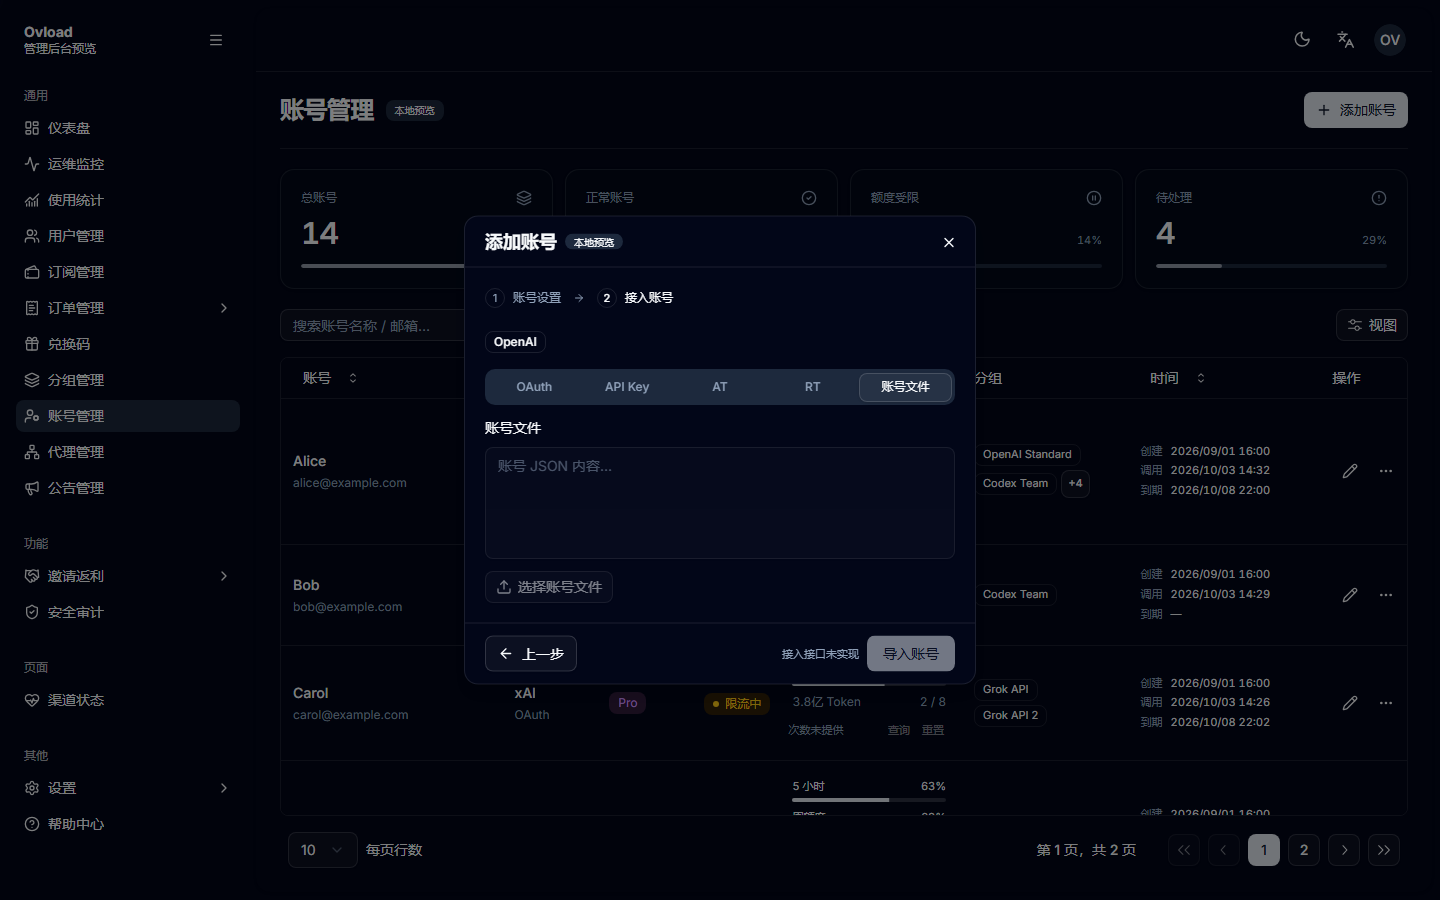 Ovload
管理后台预览
OV
通用
仪表盘
运维监控
使用统计
用户管理
订阅管理
订单管理
兑换码
分组管理
账号管理
代理管理
公告管理
功能
邀请返利
安全审计
页面
渠道状态
其他
设置
帮助中心
账号管理 本地预览
添加账号
总账号
14
正常账号
额度受限
14%
待处理
4
29%
搜索账号名称 / 邮箱...
视图
账号
分组
时间
操作
Alice
alice@example.com
OpenAI Standard
Codex Team +4
创建 2026/09/01 16:00
调用 2026/10/03 14:32
到期 2026/10/08 22:00
Bob
bob@example.com
Codex Team
创建 2026/09/01 16:00
调用 2026/10/03 14:29
到期 —
Carol
carol@example.com
xAI
OAuth
Pro
限流中
3.8亿 Token 2 / 8
次数未提供 查询 重置
Grok API
Grok API 2
创建 2026/09/01 16:00
调用 2026/10/03 14:26
到期 2026/10/08 22:02
5 小时 63%
创建 2026/09/01 16:00
10 每页行数
第 1 页，共 2 页
1 2
添加账号 本地预览
1 账号设置 2 接入账号
OpenAI
OAuth API Key AT RT 账号文件
账号文件
账号 JSON 内容...
选择账号文件
上一步
接入接口未实现
导入账号